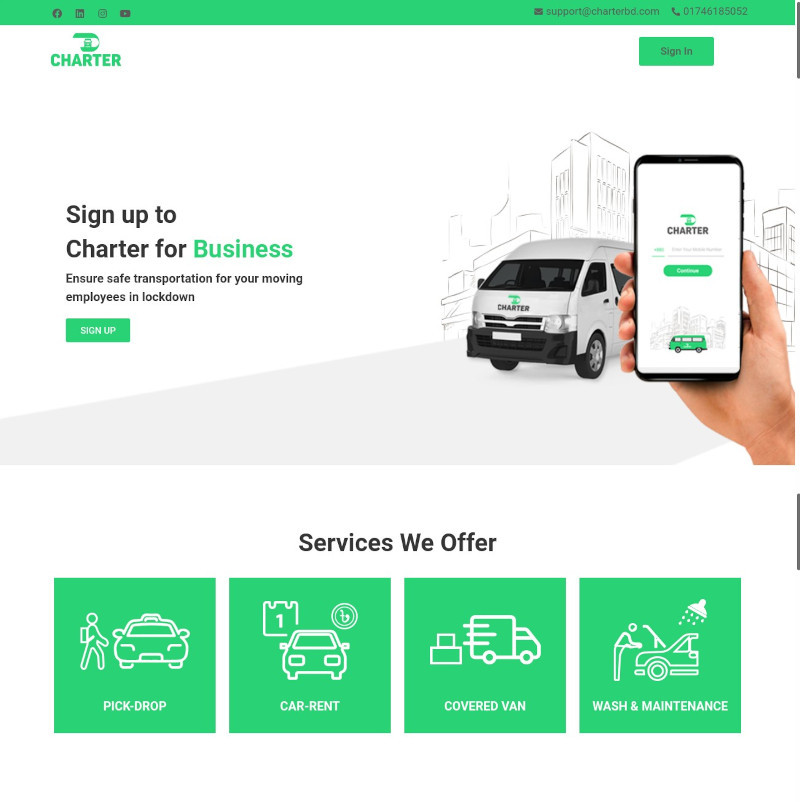 support@charterbd.com 01746185052
CHARTER
Sign In
Sign up to
Charter for Business
Ensure safe transportation for your moving
employees in lockdown
SIGN UP
CHARTER
CHARTER
Enter Your Mobile Number
Continue
Services We Offer
1
PICK-DROP
CAR-RENT
COVERED VAN
WASH & MAINTENANCE